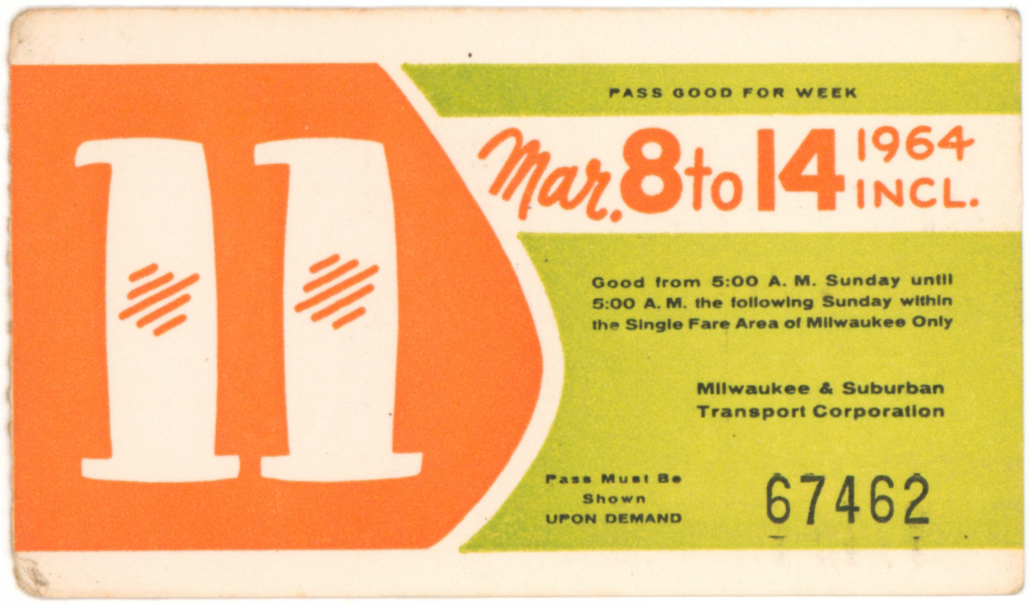 11
PASS GOOD FOR WEEK
Mar. 8 to 14 1964 INCL.
Good from 5:00 A. M. Sunday until
5:00 A. M. the following Sunday within
the Single Fare Area of Milwaukee Only
Milwaukee & Suburban
Transport Corporation
Pass Must Be
Shown
UPON DEMAND
67462